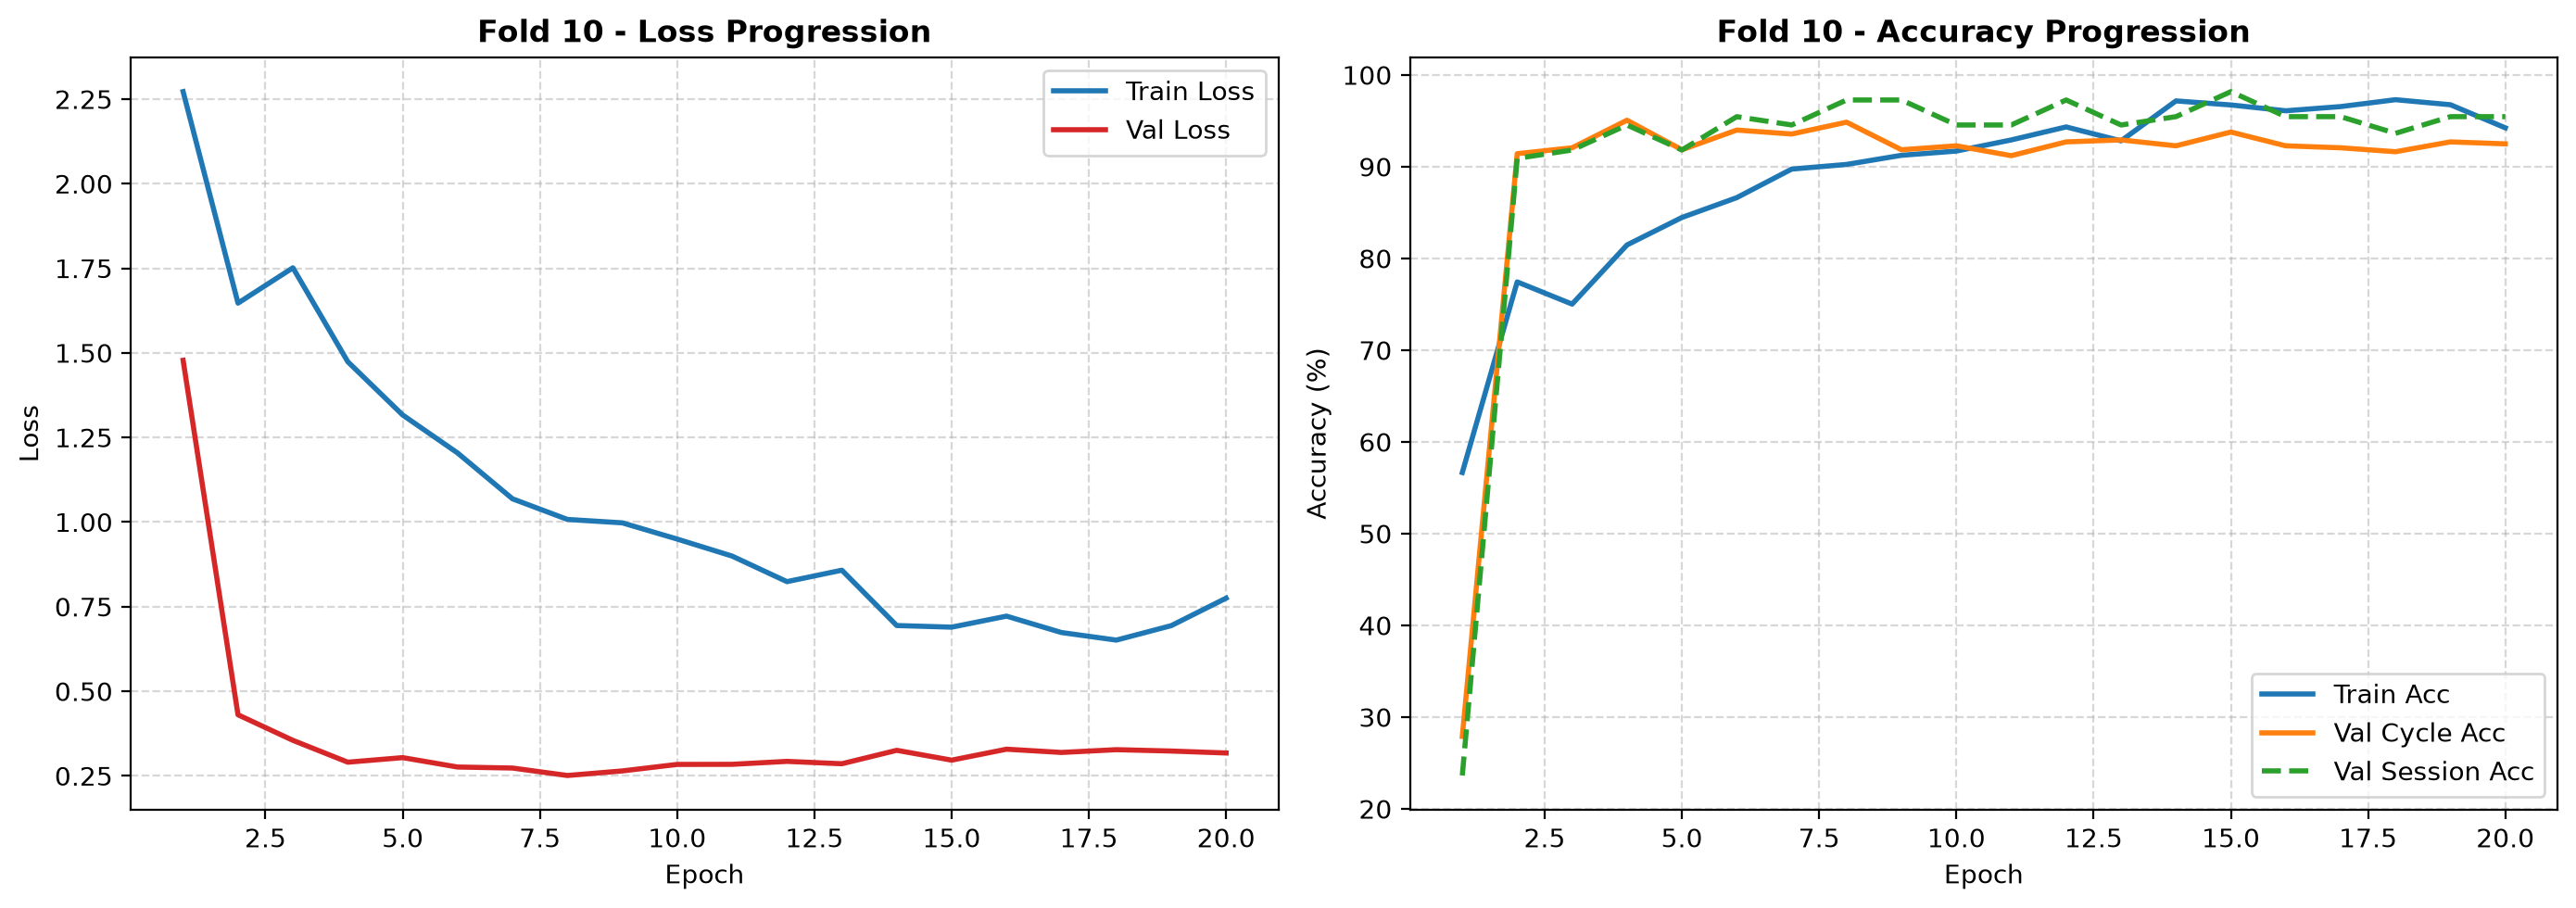 Fold 10 - Loss Progression
Loss
2.25
2.00
1.75
1.50
1.25
1.00
0.75
0.50
0.25
Train Loss
Val Loss
2.5 5.0 7.5 10.0 12.5 15.0 17.5 20.0
Epoch
Fold 10 - Accuracy Progression
Accuracy (%)
100
90
80
70
60
50
40
30
20
Train Acc
Val Cycle Acc
Val Session Acc
2.5 5.0 7.5 10.0 12.5 15.0 17.5 20.0
Epoch